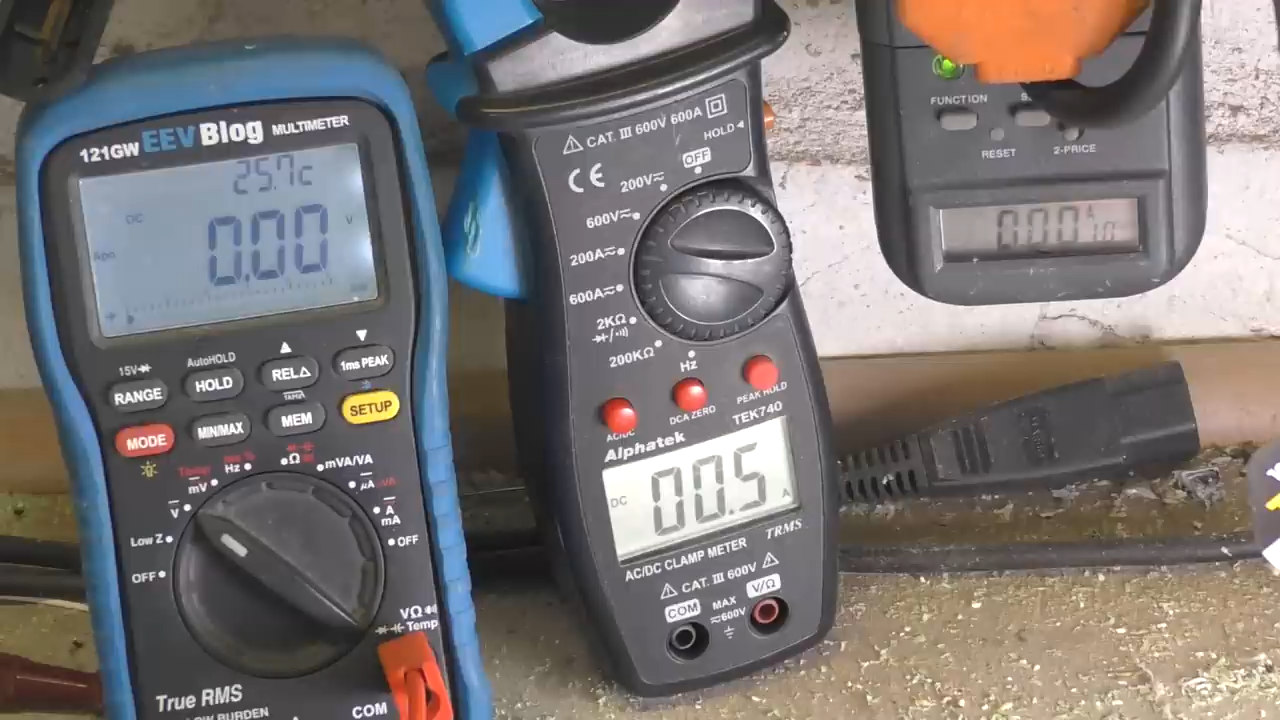 121GW EEVBlog MULTIMETER
25.7c
DC
0.00 V
15V
AutoHOLD
RANGE HOLD REL△ 1ms PEAK
MODE MIN/MAX MEM SETUP
Hz Ω mVA/VA
mV μA VA
V A
mA
Low Z OFF
OFF
VΩ
Temp
True RMS
COM
CAT. III 600V 600A
HOLD
CE
OFF
200V≂
600V≂
200A≂
600A≂
2KΩ
200KΩ
Hz
AC/DC DCA ZERO PEAK HOLD
TEK740
Alphatek
DC 00.5 A
TRMS
AC/DC CLAMP METER
CAT. III 600V
COM MAX V/Ω
≂600V
FUNCTION
RESET 2-PRICE
0.00 A